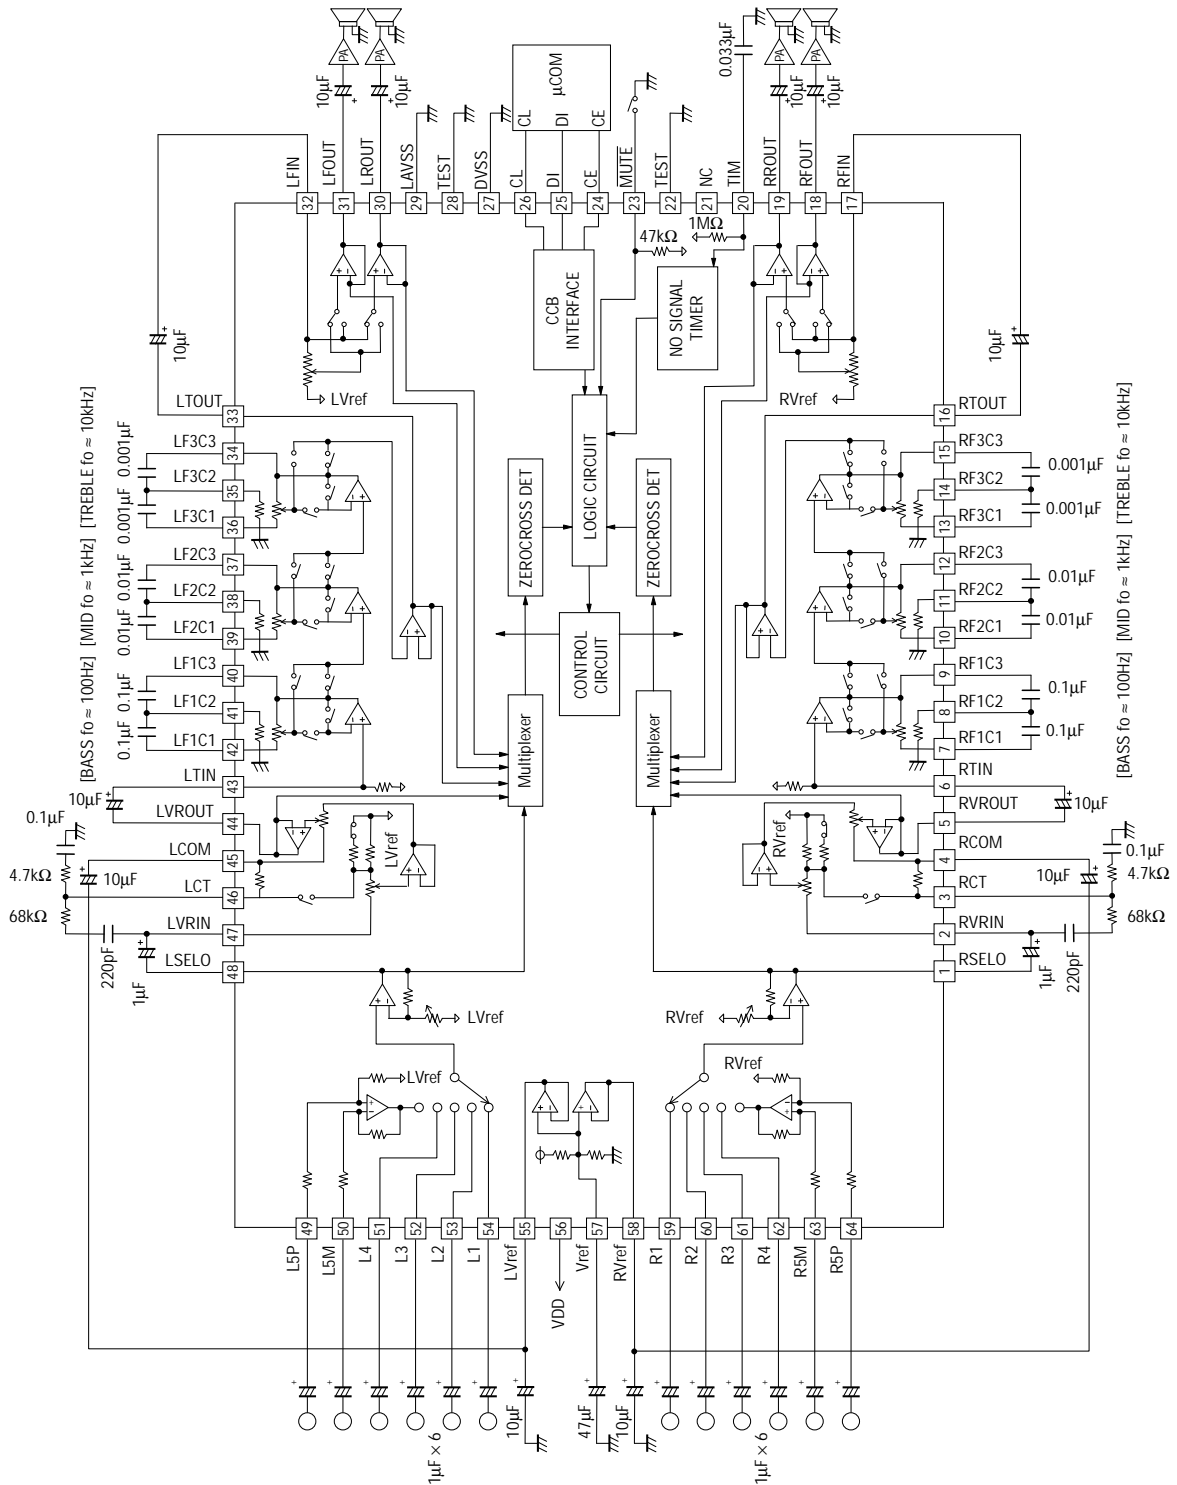 PA
PA
PA
PA
10µF
10µF
10µF
10µF
0.033µF
µCOM
CL
DI
CE
LFIN
LFOUT
LROUT
LAVSS
TEST
DVSS
CL
DI
CE
MUTE
TEST
NC
TIM
RROUT
RFOUT
RFIN
32
31
30
29
28
27
26
25
24
23
22
21
20
19
18
17
1MΩ
47kΩ
CCB
INTERFACE
NO SIGNAL
TIMER
10µF
10µF
LVref
RVref
LTOUT
33
16
RTOUT
[TREBLE fo ≈ 10kHz]
[MID fo ≈ 1kHz]
[BASS fo ≈ 100Hz]
0.001µF
0.001µF
0.01µF
0.01µF
0.1µF
0.1µF
LF3C3
34
LF3C2
35
LF3C1
36
LF2C3
37
LF2C2
38
LF2C1
39
LF1C3
40
LF1C2
41
LF1C1
42
LTIN
43
LVROUT
44
LCOM
45
LCT
46
LVRIN
47
LSELO
48
10µF
0.1µF
4.7kΩ
10µF
68kΩ
220pF
1µF
ZEROCROSS DET
LOGIC CIRCUIT
ZEROCROSS DET
CONTROL
CIRCUIT
Multiplexer
Multiplexer
LVref
RVref
15
RF3C3
14
RF3C2
13
RF3C1
12
RF2C3
11
RF2C2
10
RF2C1
9
RF1C3
8
RF1C2
7
RF1C1
6
RTIN
5
RVROUT
4
RCOM
3
RCT
2
RVRIN
1
RSELO
0.001µF
0.001µF
0.01µF
0.01µF
0.1µF
0.1µF
[TREBLE fo ≈ 10kHz]
[MID fo ≈ 1kHz]
[BASS fo ≈ 100Hz]
10µF
0.1µF
10µF
4.7kΩ
68kΩ
1µF
220pF
LVref
RVref
LVref
RVref
49
50
51
52
53
54
55
56
57
58
59
60
61
62
63
64
L5P
L5M
L4
L3
L2
L1
LVref
VDD
Vref
RVref
R1
R2
R3
R4
R5M
R5P
1µF × 6
10µF
47µF
10µF
1µF × 6